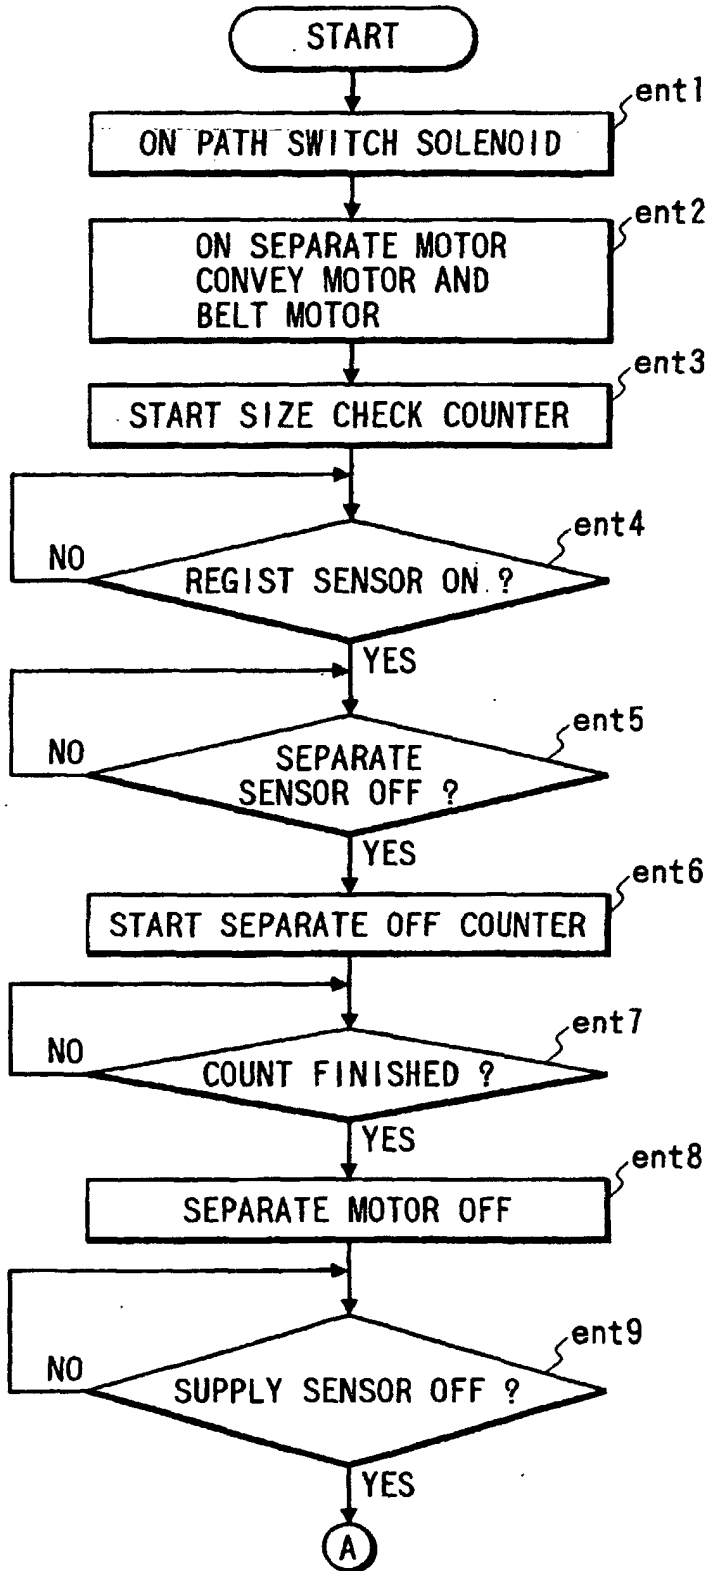 START
ent1
ON PATH SWITCH SOLENOID
ent2
ON SEPARATE MOTOR
CONVEY MOTOR AND
BELT MOTOR
ent3
START SIZE CHECK COUNTER
ent4
NO
REGIST SENSOR ON ?
YES
ent5
NO
SEPARATE
SENSOR OFF ?
YES
ent6
START SEPARATE OFF COUNTER
ent7
NO
COUNT FINISHED ?
YES
ent8
SEPARATE MOTOR OFF
ent9
NO
SUPPLY SENSOR OFF ?
YES
A